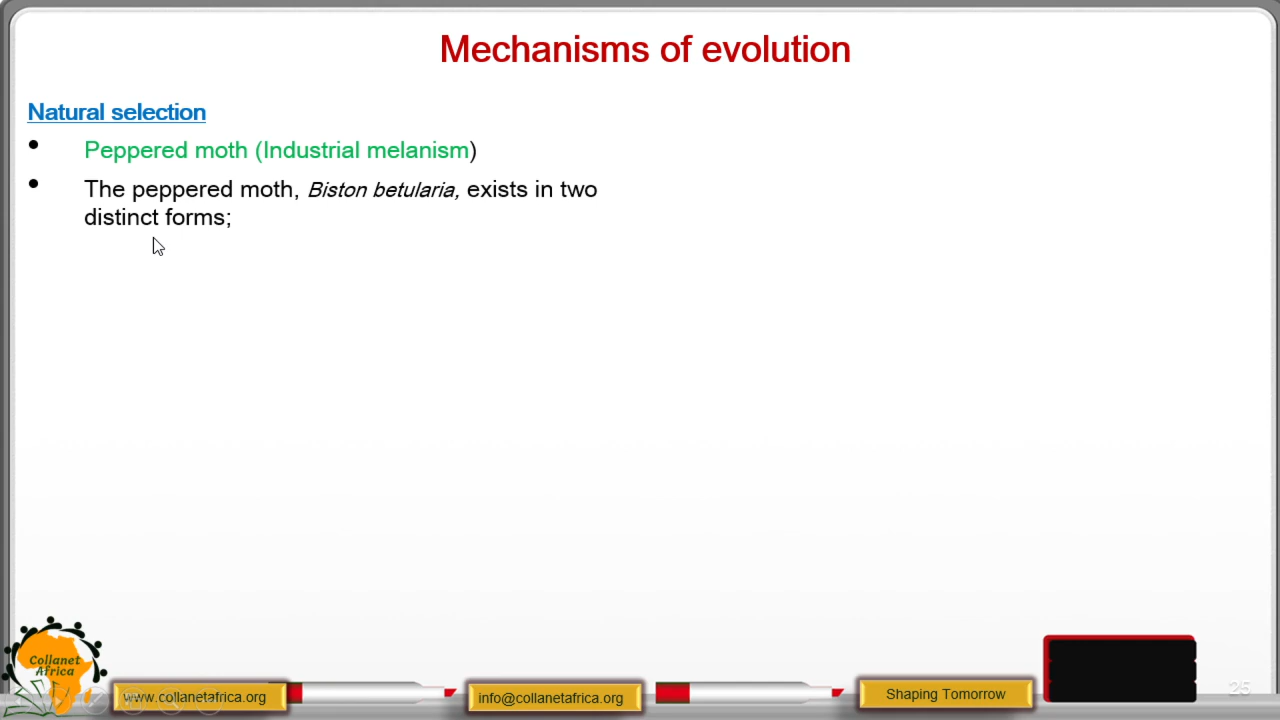 Mechanisms of evolution
Natural selection
• Peppered moth (Industrial melanism)
• The peppered moth, Biston betularia, exists in two
distinct forms;
Collanet
Africa
www.collanetafrica.org
info@collanetafrica.org
Shaping Tomorrow
25